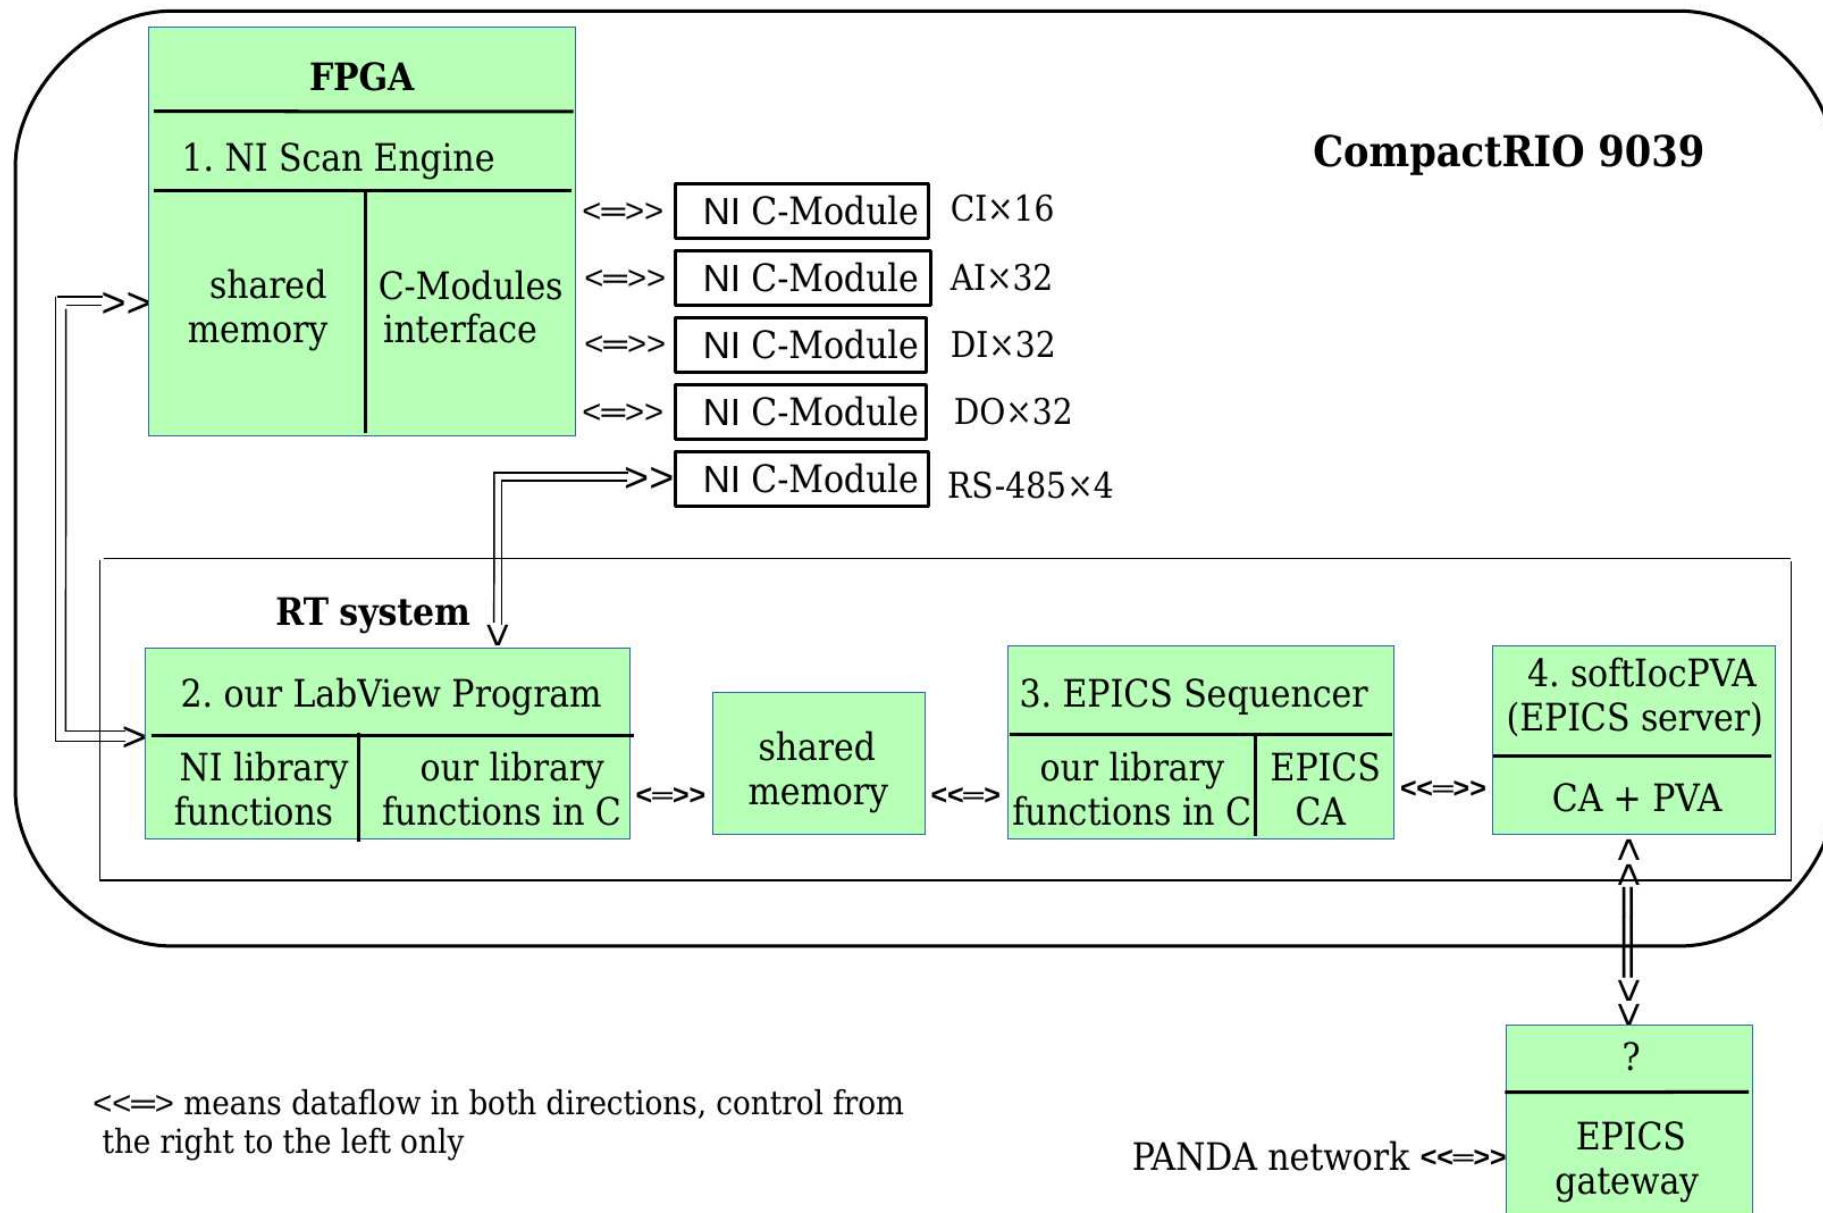 FPGA
1. NI Scan Engine
shared
memory
C-Modules
interface
CompactRIO 9039
<=>> NI C-Module CI×16
<=>> NI C-Module AI×32
<=>> NI C-Module DI×32
<=>> NI C-Module DO×32
>> NI C-Module RS-485×4
>>
RT system
2. our LabView Program
NI library
functions
our library
functions in C
<=>>
shared
memory
<<=>
3. EPICS Sequencer
our library
functions in C
EPICS
CA
<<=>>
4. softIocPVA
(EPICS server)
CA + PVA
?
EPICS
gateway
PANDA network <<=>>
<<=> means dataflow in both directions, control from
the right to the left only